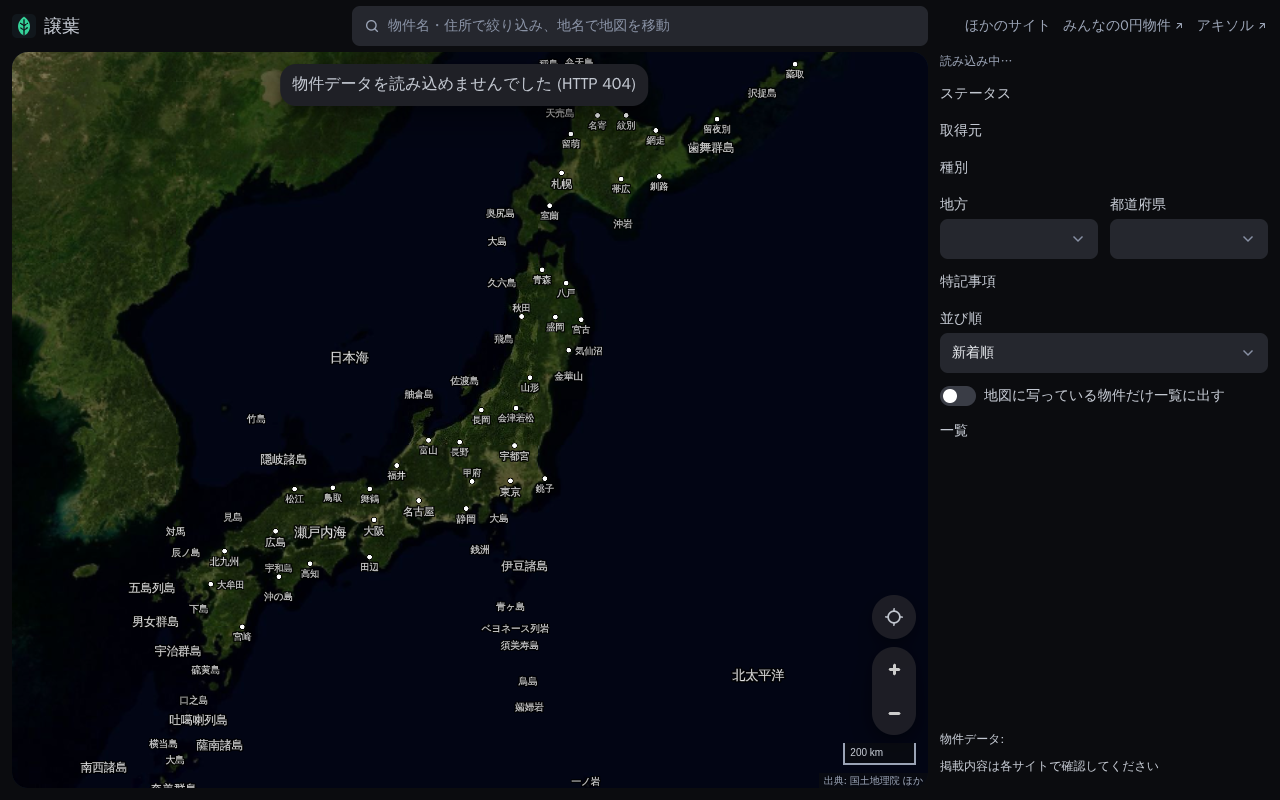 譲葉
物件名・住所で絞り込み、地名で地図を移動
ほかのサイト
みんなの0円物件
アキソル
物件データを読み込めませんでした (HTTP 404)
読み込み中…
ステータス
取得元
種別
地方
都道府県
特記事項
並び順
新着順
地図に写っている物件だけ一覧に出す
一覧
物件データ:
掲載内容は各サイトで確認してください
蘂取
択捉島
天売島
名寄
紋別
留夜別
網走
留萌
歯舞群島
札幌
帯広
釧路
奥尻島
室蘭
沖岩
大島
青森
久六島
八戸
秋田
盛岡
宮古
飛島
気仙沼
日本海
金華山
佐渡島
山形
舳倉島
竹島
長岡
会津若松
富山
長野
宇都宮
隠岐諸島
福井
甲府
松江
鳥取
舞鶴
東京
銚子
名古屋
静岡
大島
見島
対馬
瀬戸内海
大阪
広島
辰ノ島
北九州
銭洲
宇和島
高知
田辺
伊豆諸島
五島列島
大牟田
沖の島
下島
青ヶ島
男女群島
宮崎
ベヨネース列岩
須美寿島
宇治群島
硫黄島
北太平洋
鳥島
口之島
孀婦岩
吐噶喇列島
横当島
薩南諸島
大島
南西諸島
一ノ岩
200 km
出典: 国土地理院 ほか